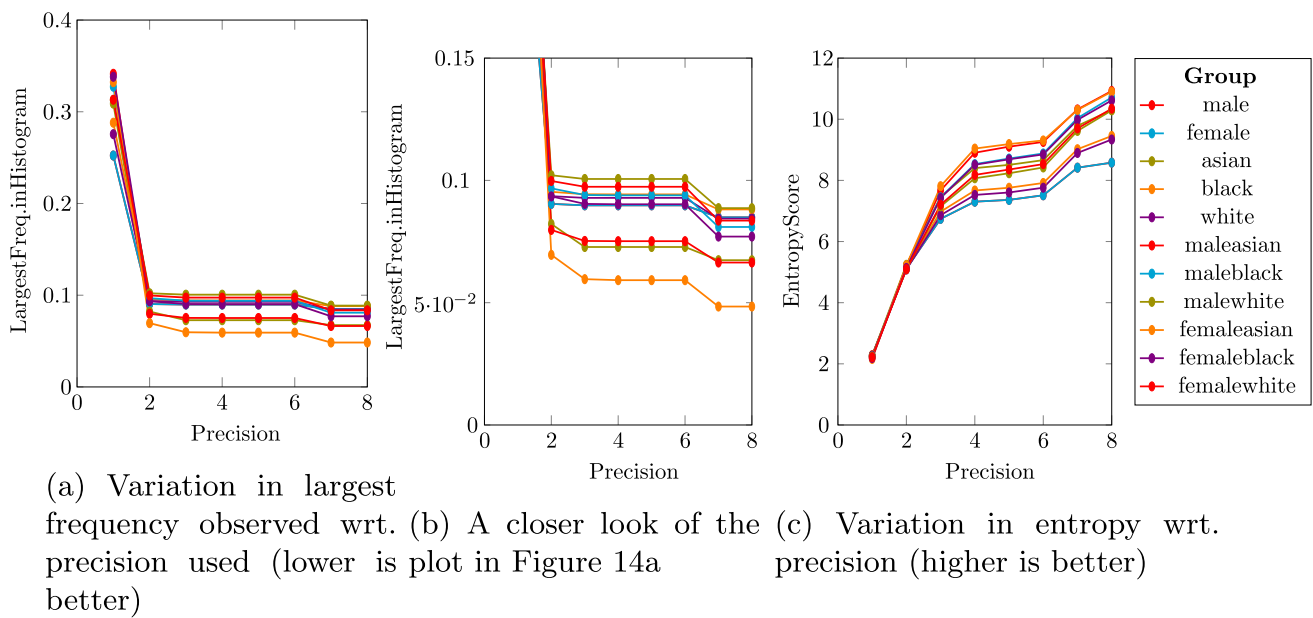 0.4
0.3
0.2
0.1
0
0
2
4
6
8
LargestFreq.inHistogram
Precision
0.15
0.1
5·10−2
0
0
2
4
6
8
LargestFreq.inHistogram
Precision
12
10
8
6
4
2
0
0
2
4
6
8
EntropyScore
Precision
Group
male
female
asian
black
white
maleasian
maleblack
malewhite
femaleasian
femaleblack
femalewhite
(a) Variation in largest
frequency observed wrt.
precision used (lower is
better)
(b) A closer look of the
plot in Figure 14a
(c) Variation in entropy wrt.
precision (higher is better)